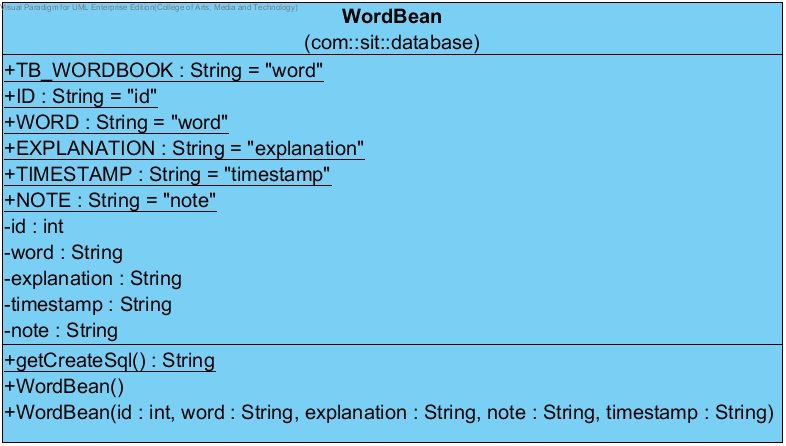 Visual Paradigm for UML Enterprise Edition(College of Arts, Media and Technology)
WordBean
(com::sit::database)
+TB_WORDBOOK : String = "word"
+ID : String = "id"
+WORD : String = "word"
+EXPLANATION : String = "explanation"
+TIMESTAMP : String = "timestamp"
+NOTE : String = "note"
-id : int
-word : String
-explanation : String
-timestamp : String
-note : String
+getCreateSql() : String
+WordBean()
+WordBean(id : int, word : String, explanation : String, note : String, timestamp : String)